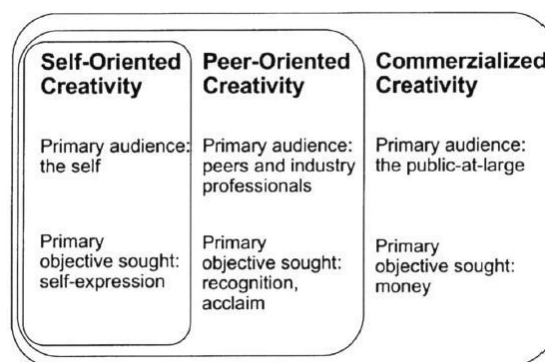 Self-Oriented
Creativity
Primary audience:
the self
Primary
objective sought:
self-expression
Peer-Oriented
Creativity
Primary audience:
peers and industry
professionals
Primary
objective sought:
recognition,
acclaim
Commerzialized
Creativity
Primary audience:
the public-at-large
Primary
objective sought:
money